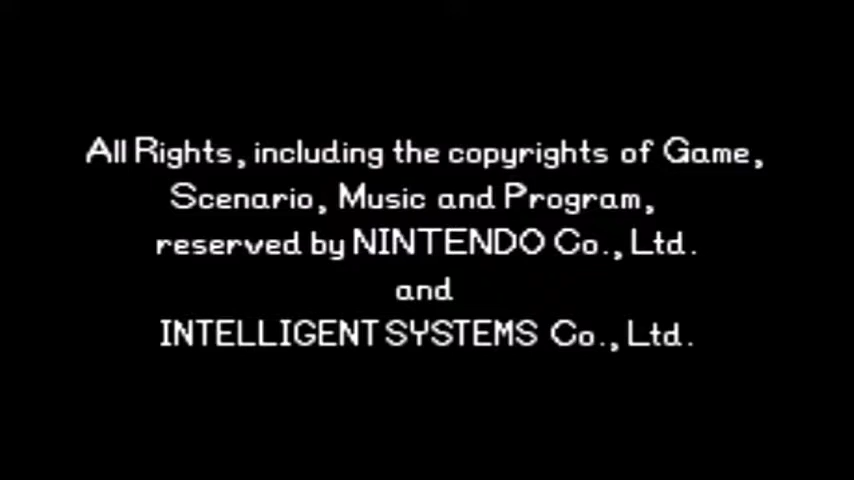 All Rights, including the copyrights of Game,
Scenario, Music and Program,
reserved by NINTENDO Co., Ltd.
and
INTELLIGENT SYSTEMS Co., Ltd.